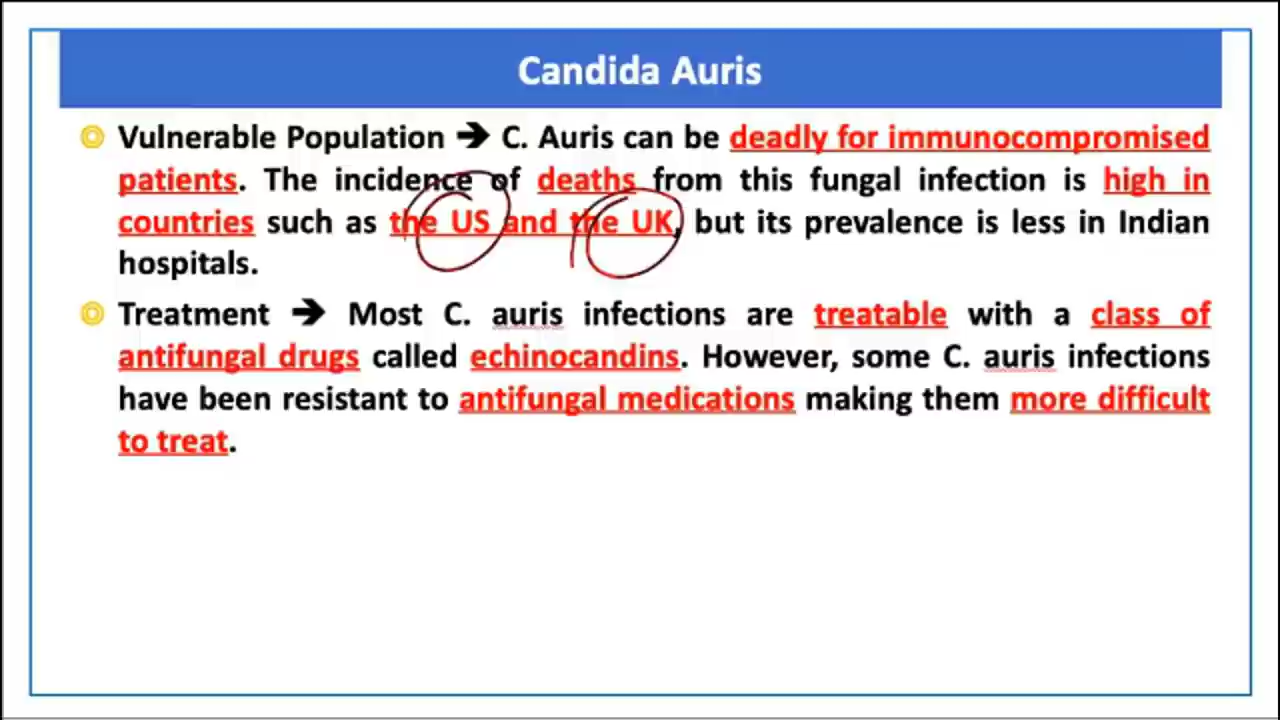 Candida Auris
Vulnerable Population ➔ C. Auris can be deadly for immunocompromised
patients. The incidence of deaths from this fungal infection is high in
countries such as the US and the UK, but its prevalence is less in Indian
hospitals.
Treatment ➔ Most C. auris infections are treatable with a class of
antifungal drugs called echinocandins. However, some C. auris infections
have been resistant to antifungal medications making them more difficult
to treat.